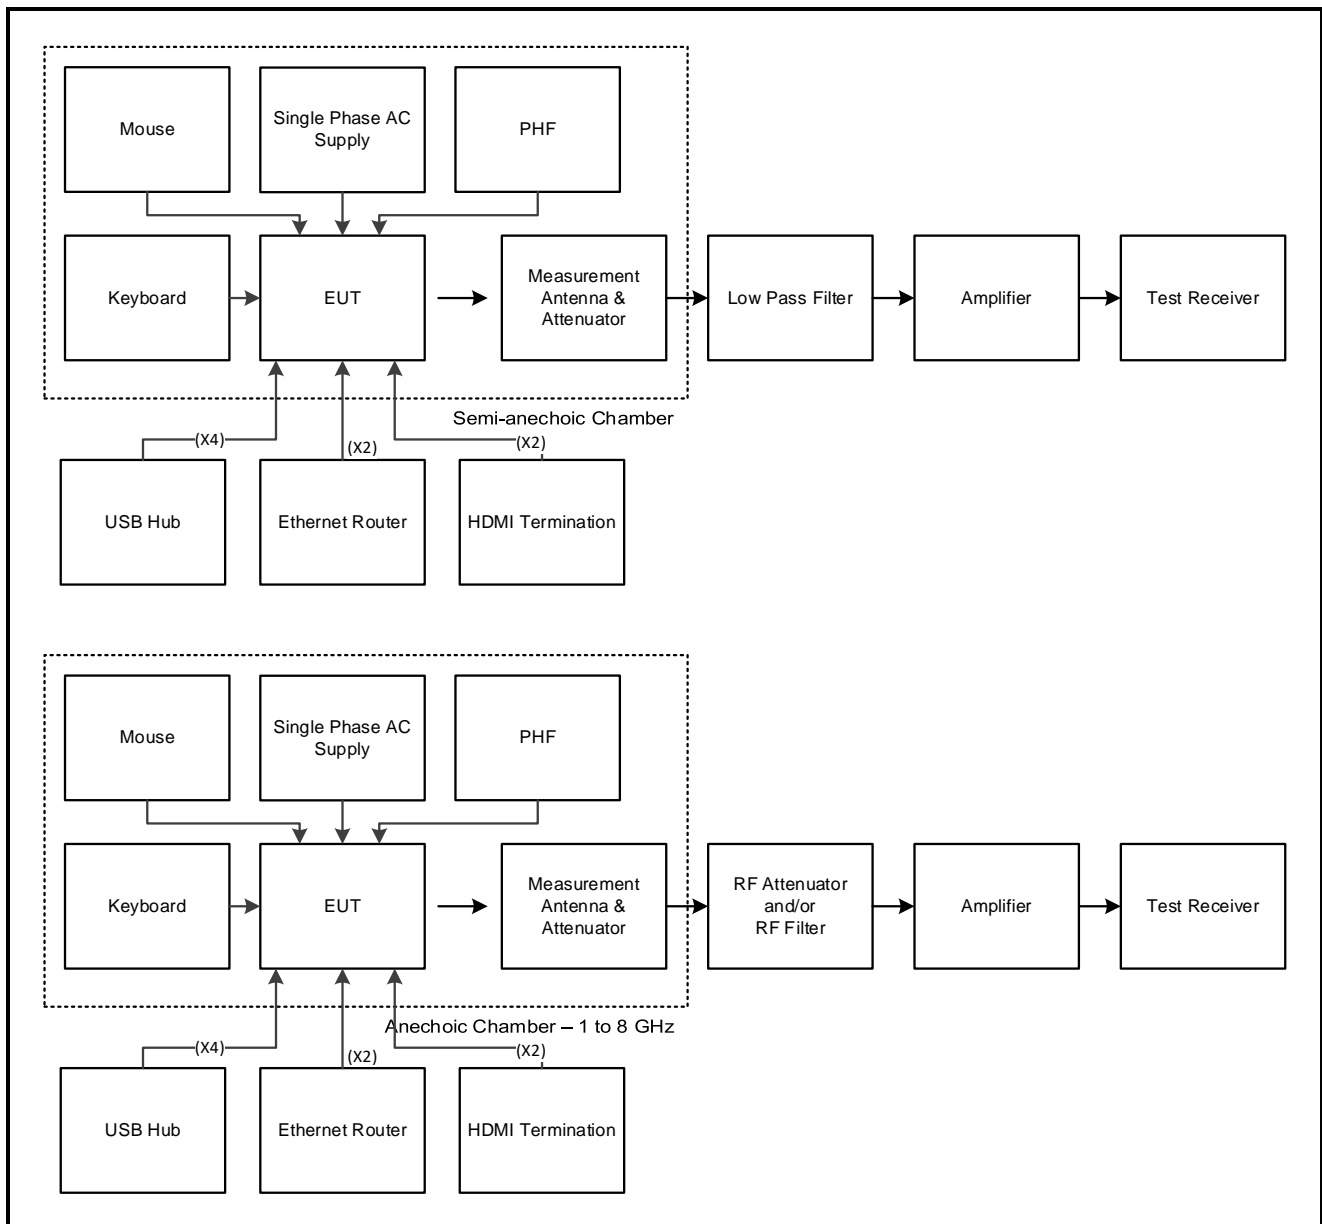 Mouse
Single Phase AC
Supply
PHF
Keyboard
EUT
Measurement
Antenna &
Attenuator
Low Pass Filter
Amplifier
Test Receiver
Semi-anechoic Chamber
(X4)
(X2)
(X2)
USB Hub
Ethernet Router
HDMI Termination
Mouse
Single Phase AC
Supply
PHF
Keyboard
EUT
Measurement
Antenna &
Attenuator
RF Attenuator
and/or
RF Filter
Amplifier
Test Receiver
Anechoic Chamber – 1 to 8 GHz
(X4)
(X2)
(X2)
USB Hub
Ethernet Router
HDMI Termination